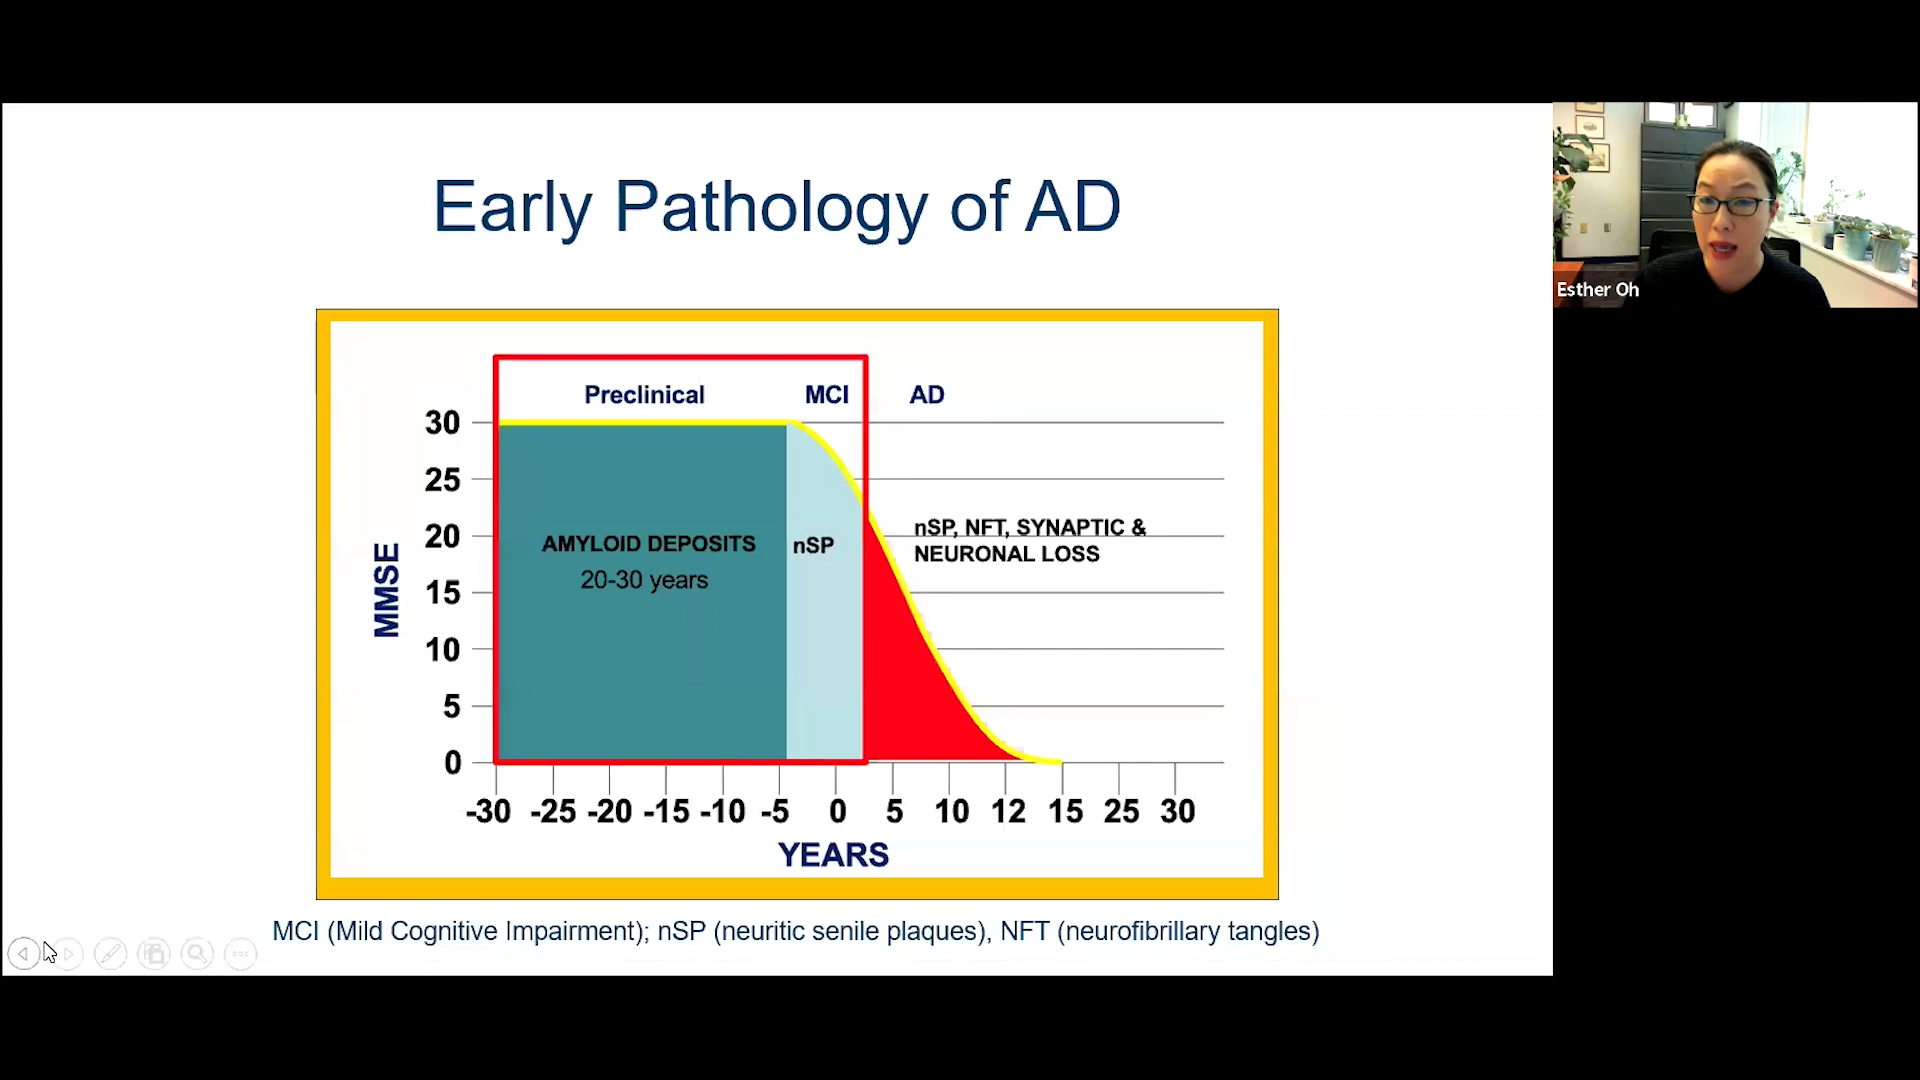 Early Pathology of AD
Esther Oh
Preclinical MCI AD
30
25
20
15
10
5
0
MMSE
AMYLOID DEPOSITS
20-30 years
nSP
nSP, NFT, SYNAPTIC &
NEURONAL LOSS
-30 -25 -20 -15 -10 -5 0 5 10 12 15 25 30
YEARS
MCI (Mild Cognitive Impairment); nSP (neuritic senile plaques), NFT (neurofibrillary tangles)